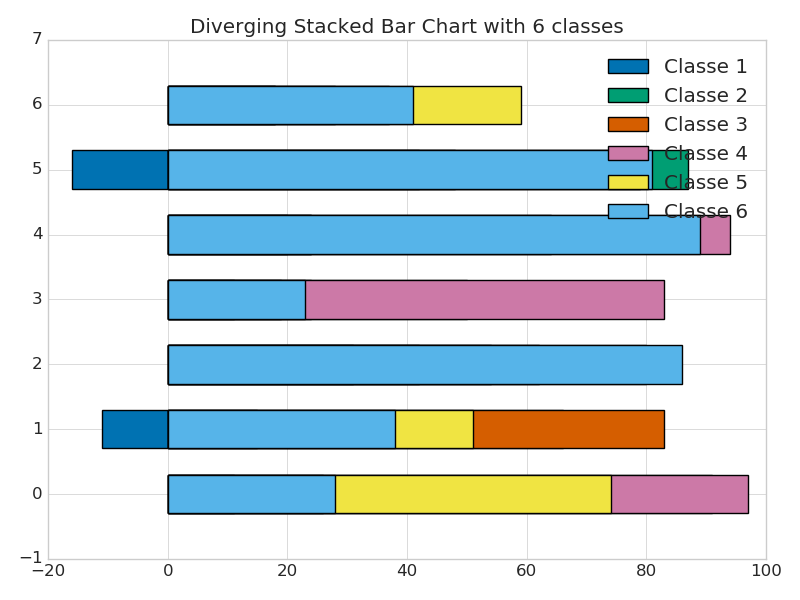 Diverging Stacked Bar Chart with 6 classes
7
6
5
4
3
2
1
0
−1
−20 0 20 40 60 80 100
Classe 1
Classe 2
Classe 3
Classe 4
Classe 5
Classe 6